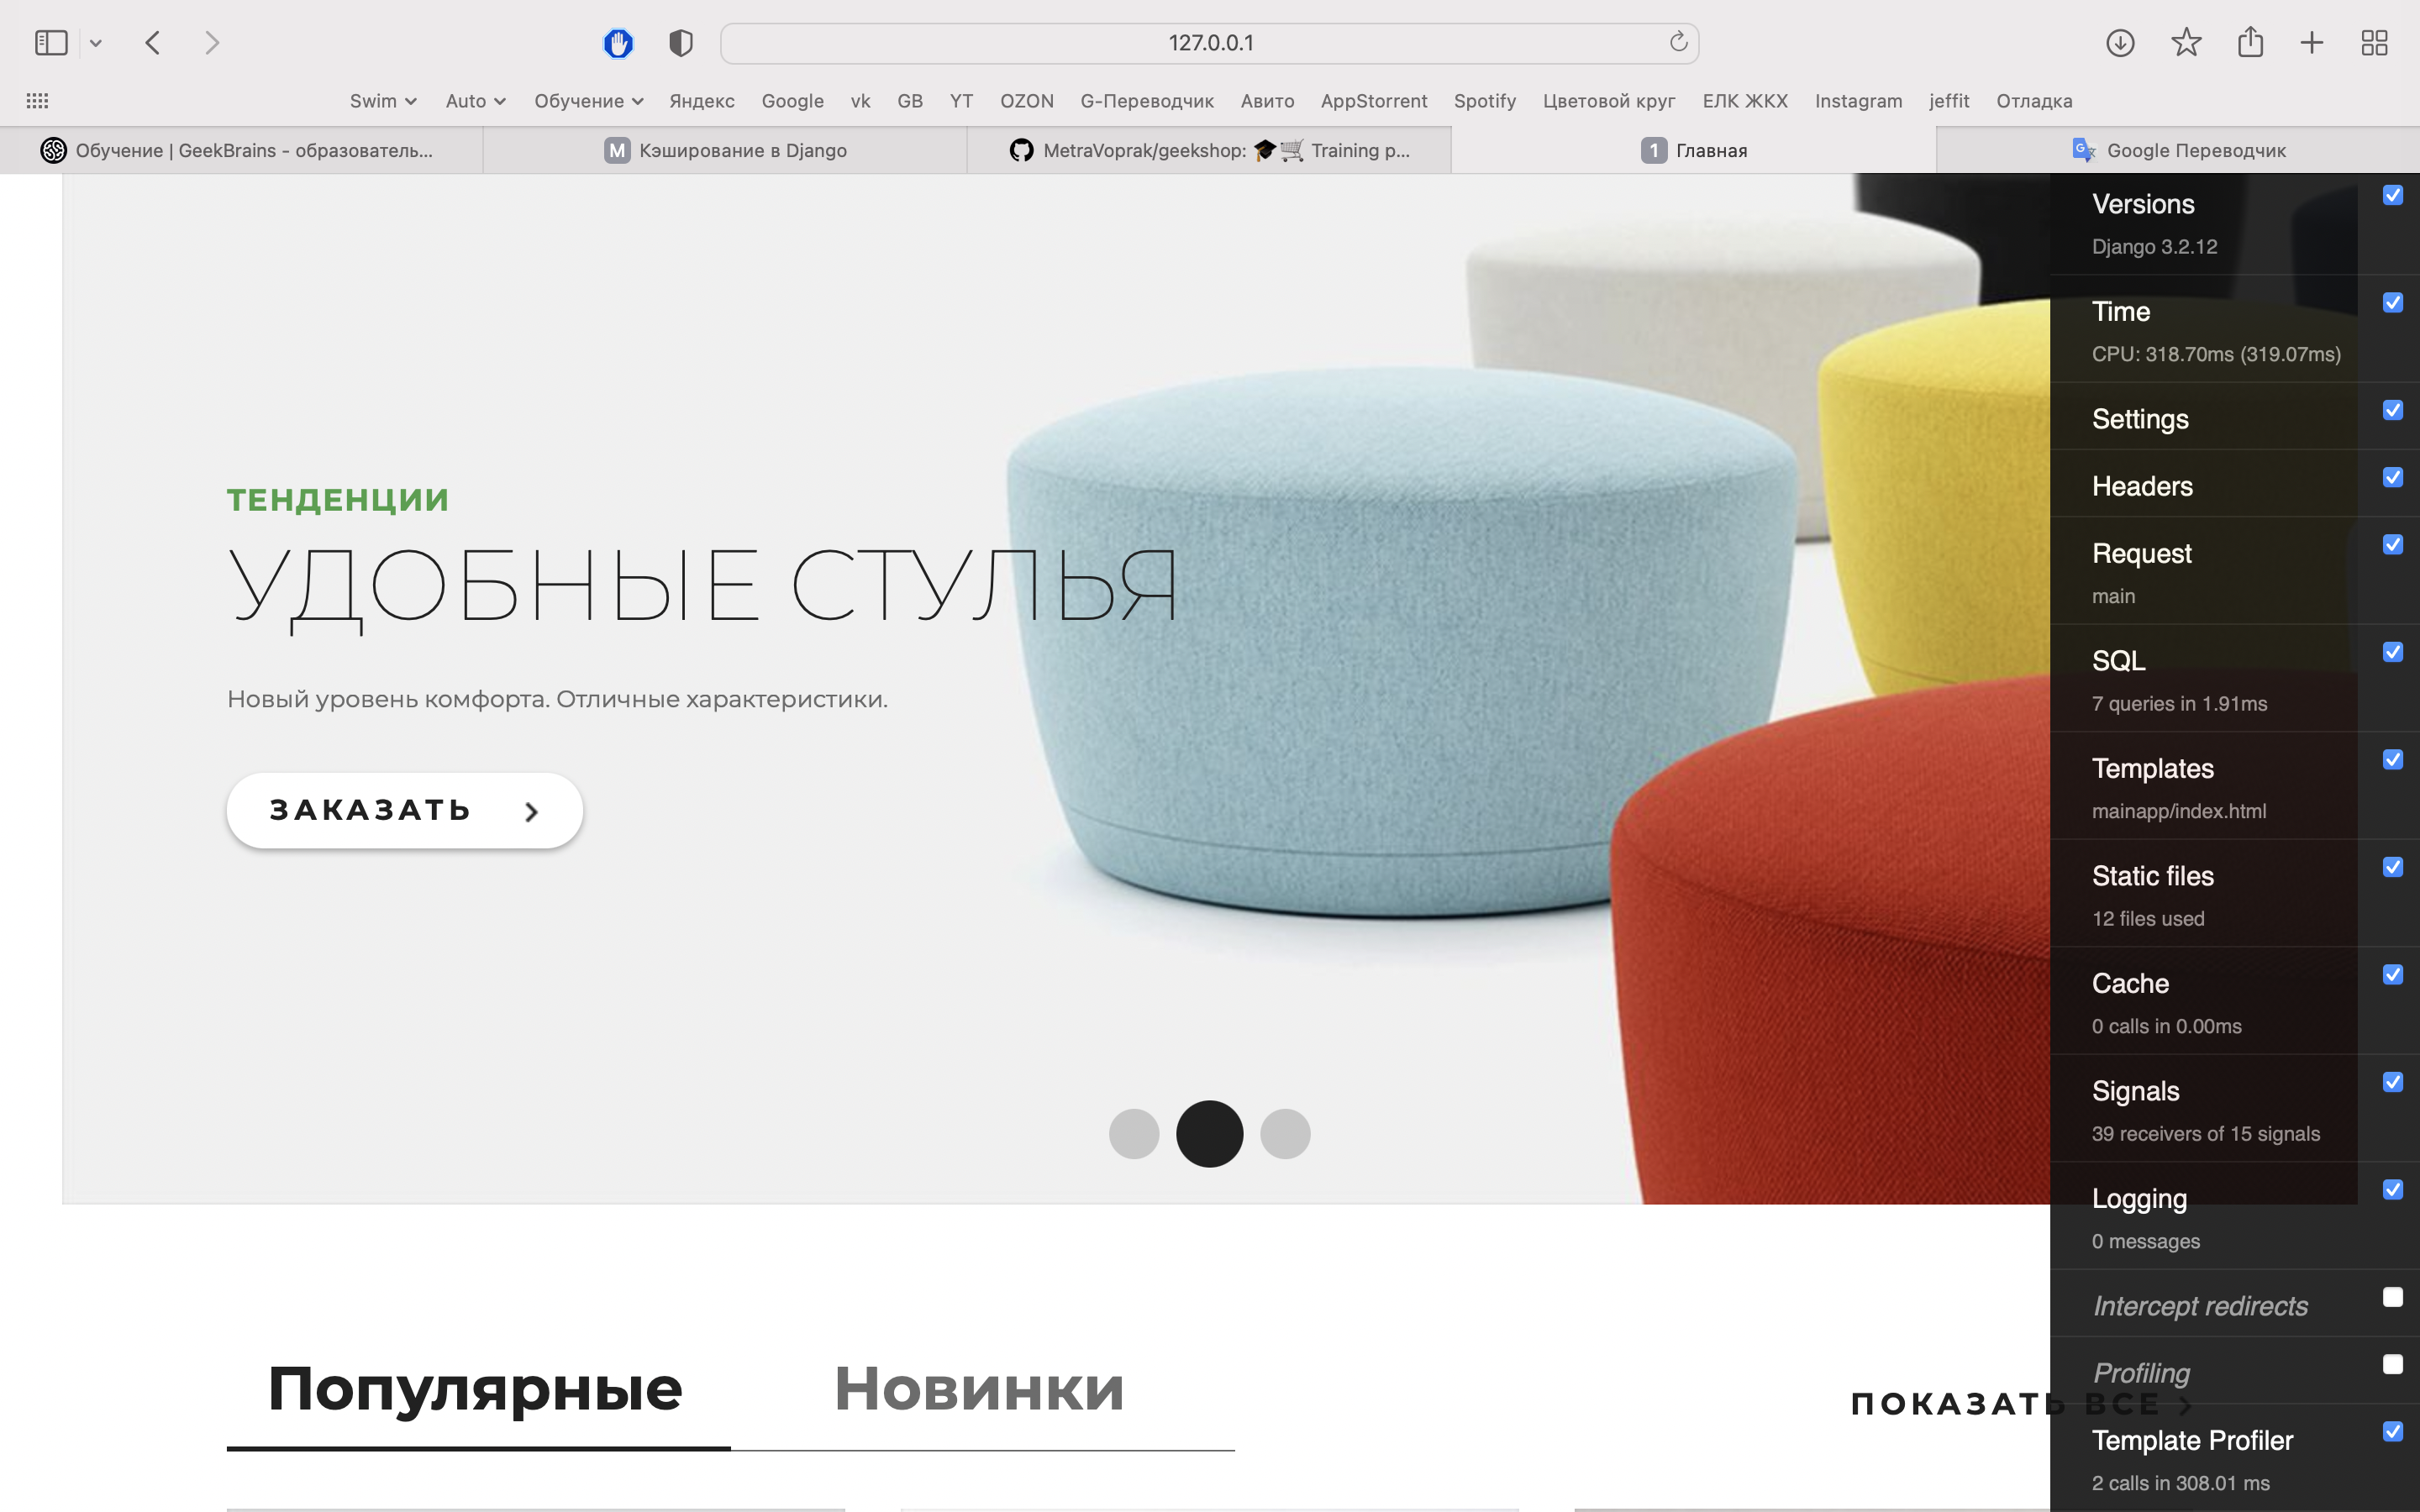 127.0.0.1
Swim Auto Обучение Яндекс Google vk GB YT OZON G-Переводчик Авито AppStorrent Spotify Цветовой круг ЕЛК ЖКХ Instagram jeffit Отладка
Обучение | GeekBrains - образователь...
M Кэширование в Django
MetraVoprak/geekshop: 🎓🛒 Training p...
1 Главная
Google Переводчик
ТЕНДЕНЦИИ
УДОБНЫЕ СТУЛЬЯ
Новый уровень комфорта. Отличные характеристики.
ЗАКАЗАТЬ
Популярные
Новинки
ПОКАЗАТЬ ВСЕ
Versions
Django 3.2.12
Time
CPU: 318.70ms (319.07ms)
Settings
Headers
Request
main
SQL
7 queries in 1.91ms
Templates
mainapp/index.html
Static files
12 files used
Cache
0 calls in 0.00ms
Signals
39 receivers of 15 signals
Logging
0 messages
Intercept redirects
Profiling
Template Profiler
2 calls in 308.01 ms